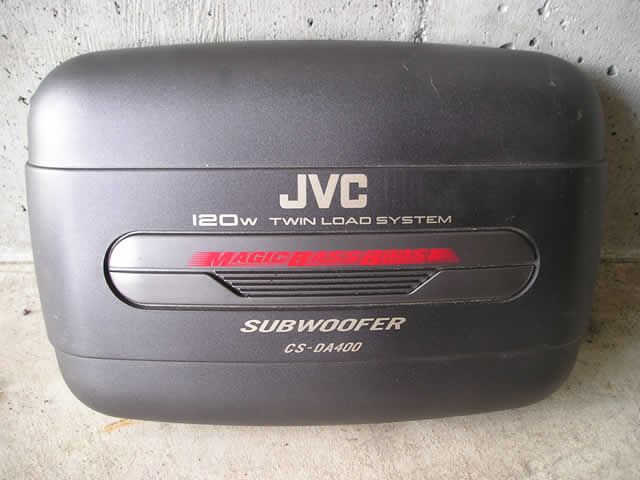 JVC
120W TWIN LOAD SYSTEM
MAGIC BASS BOOST
SUBWOOFER
CS-DA400